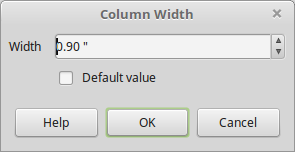 Column Width
Width 0.90 "
Default value
Help OK Cancel